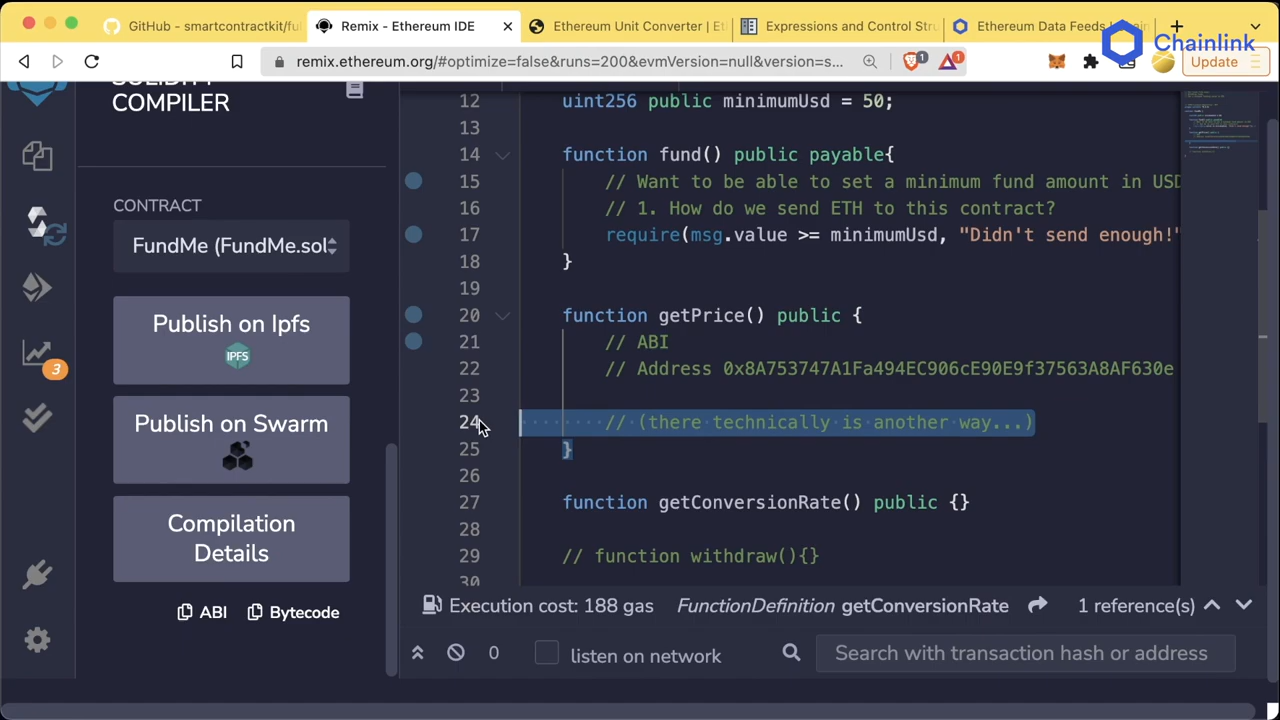 GitHub - smartcontractkit/ful
Remix - Ethereum IDE
Ethereum Unit Converter | Et
Expressions and Control Stru
Ethereum Data Feeds
Chainlink
remix.ethereum.org/#optimize=false&runs=200&evmVersion=null&version=s...
1
1
Update
SOLIDITY
COMPILER
CONTRACT
FundMe (FundMe.sol
Publish on Ipfs
IPFS
Publish on Swarm
Compilation
Details
ABI
Bytecode
3
12 uint256 public minimumUsd = 50;
13
14 function fund() public payable{
15 // Want to be able to set a minimum fund amount in USD
16 // 1. How do we send ETH to this contract?
17 require(msg.value >= minimumUsd, "Didn't send enough!"
18 }
19
20 function getPrice() public {
21 // ABI
22 // Address 0x8A753747A1Fa494EC906cE90E9f37563A8AF630e
23
24 // (there technically is another way...)
25 }
26
27 function getConversionRate() public {}
28
29 // function withdraw(){}
30
Execution cost: 188 gas FunctionDefinition getConversionRate 1 reference(s)
0 listen on network Search with transaction hash or address